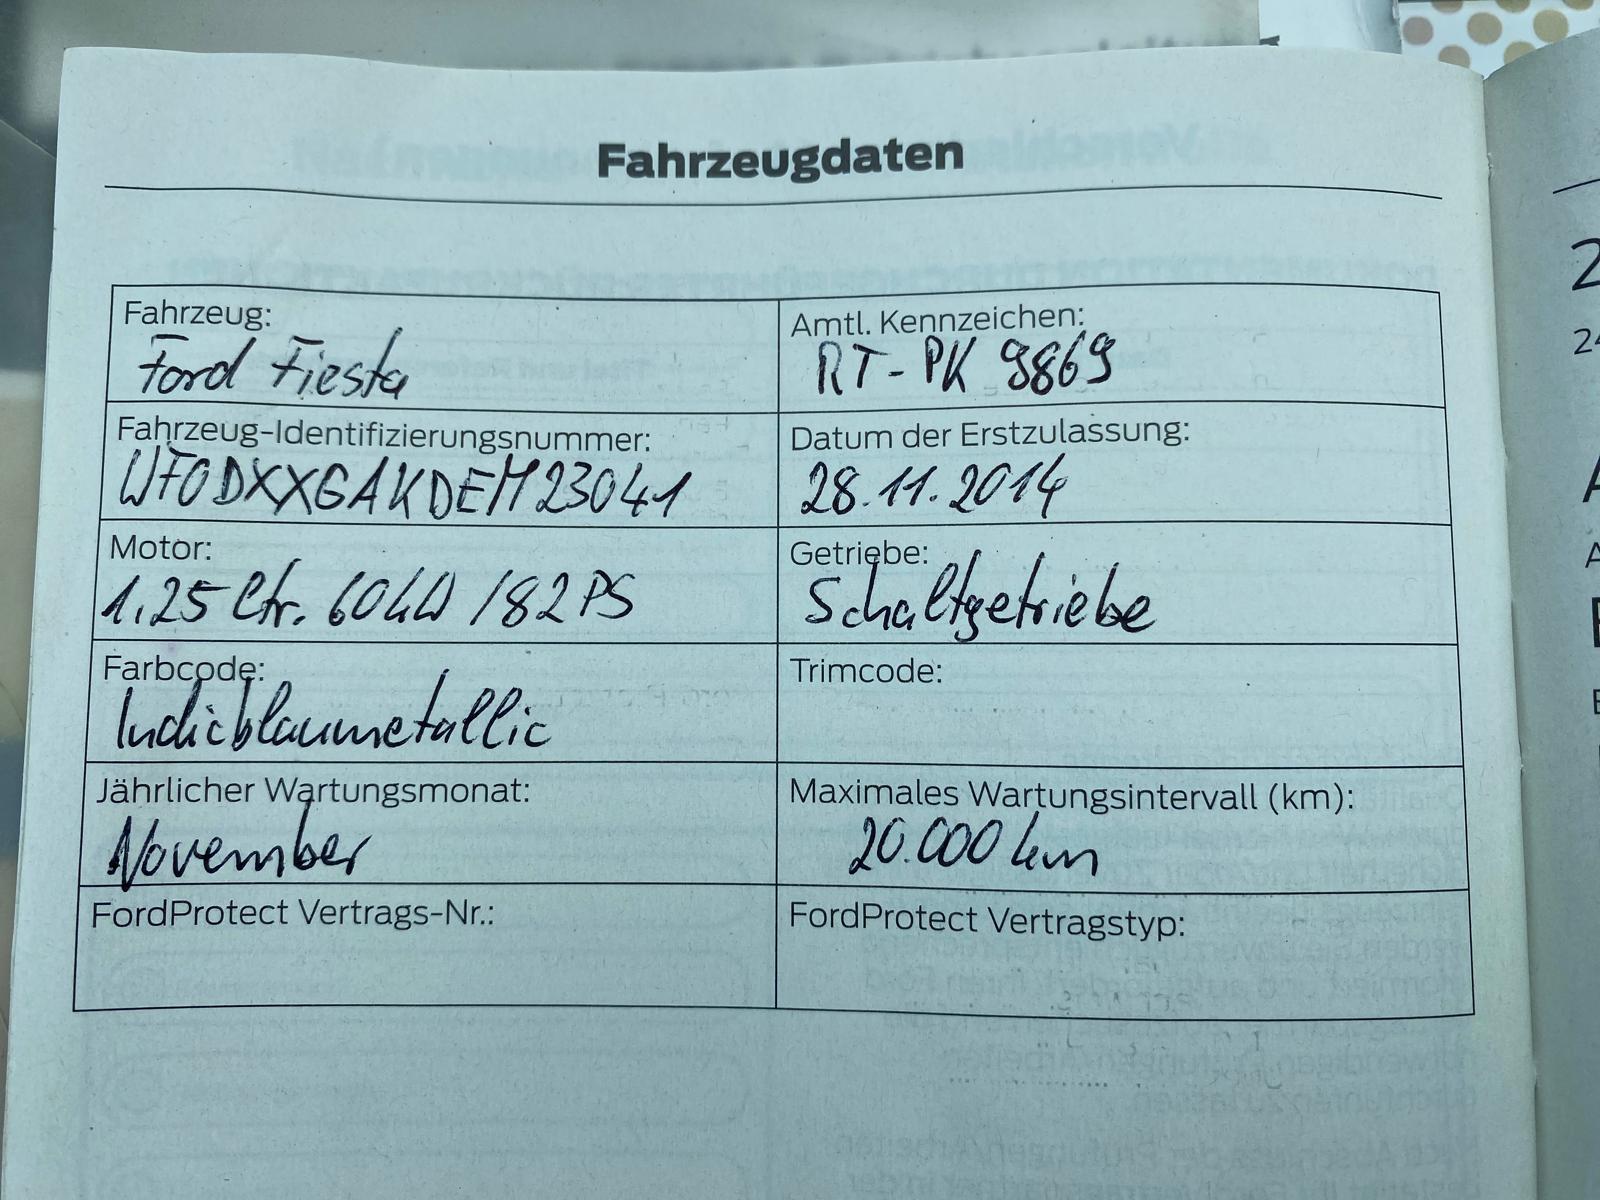 Fahrzeugdaten
Fahrzeug:
Ford Fiesta
Amtl. Kennzeichen:
RT-PK 9869
Fahrzeug-Identifizierungsnummer:
WF0DXXGAKDEM23041
Datum der Erstzulassung:
28.11.2014
Motor:
1,25 ltr. 60kW /82PS
Getriebe:
Schaltgetriebe
Farbcode:
Indicblaumetallic
Trimcode:
Jährlicher Wartungsmonat:
November
Maximales Wartungsintervall (km):
20.000 km
FordProtect Vertrags-Nr.:
FordProtect Vertragstyp: